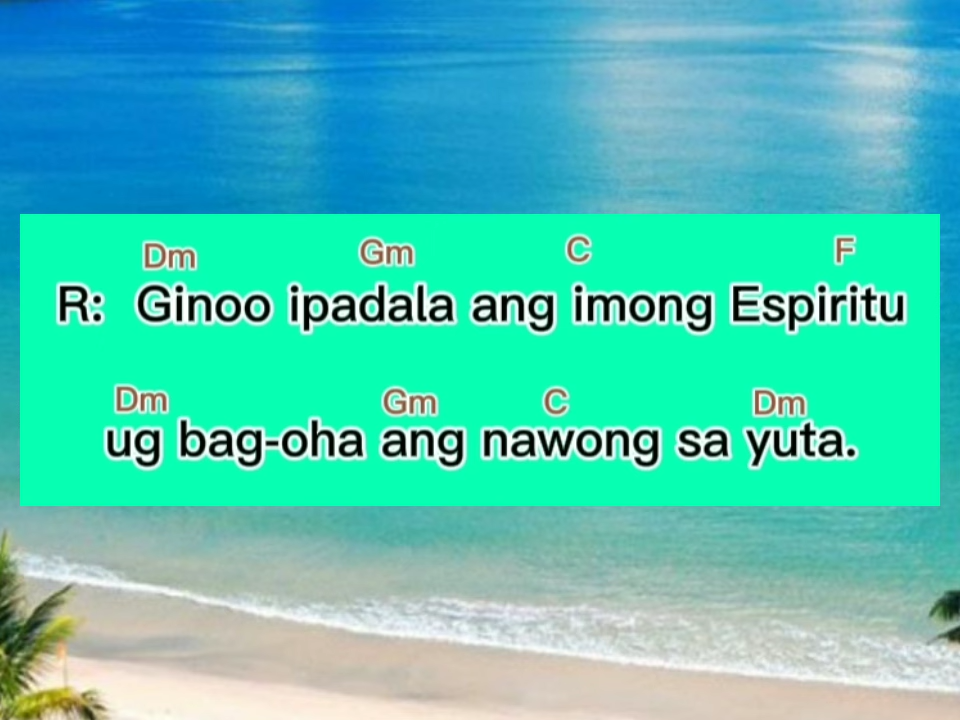 Dm Gm C F
R: Ginoo ipadala ang imong Espiritu
Dm Gm C Dm
ug bag-oha ang nawong sa yuta.